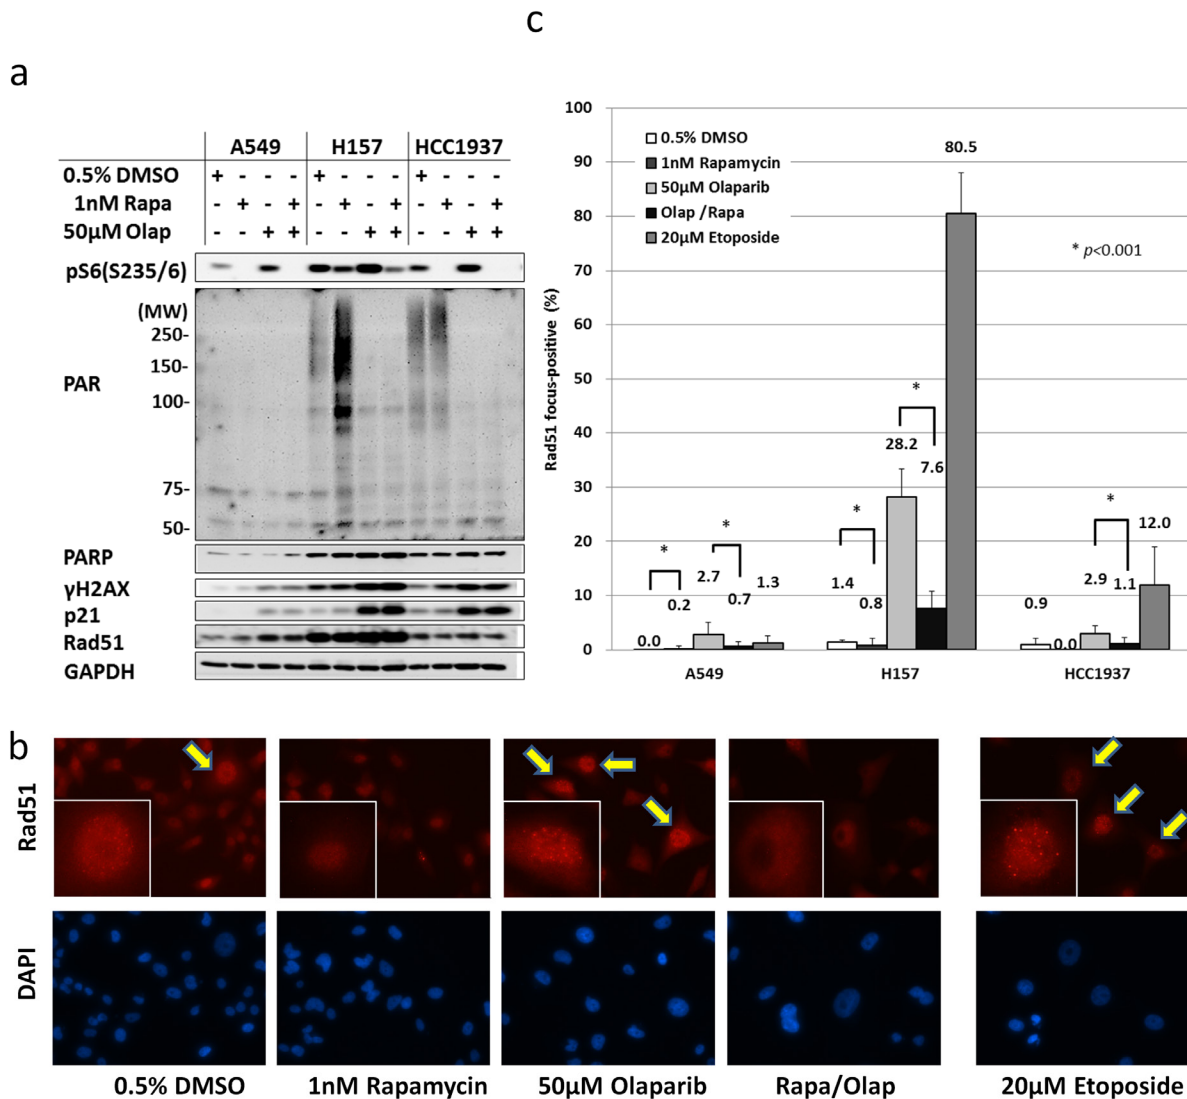 c
a
A549 H157 HCC1937
0.5% DMSO + - - - + - - - + - - -
1nM Rapa - + - + - + - + - + - +
50µM Olap - - + + - - + + - - + +
pS6(S235/6)
(MW)
250-
150-
PAR
100-
75-
50-
PARP
γH2AX
p21
Rad51
GAPDH
Rad51 focus-positive (%)
100
90
80
70
60
50
40
30
20
10
0
0.5% DMSO
1nM Rapamycin
50µM Olaparib
Olap /Rapa
20µM Etoposide
* p<0.001
80.5
*
28.2
7.6
* * * *
12.0
2.7 1.3 1.4 2.9 1.1
0.2 0.7 0.8 0.9
0.0 0.0
A549 H157 HCC1937
b
Rad51
DAPI
0.5% DMSO 1nM Rapamycin 50µM Olaparib Rapa/Olap 20µM Etoposide